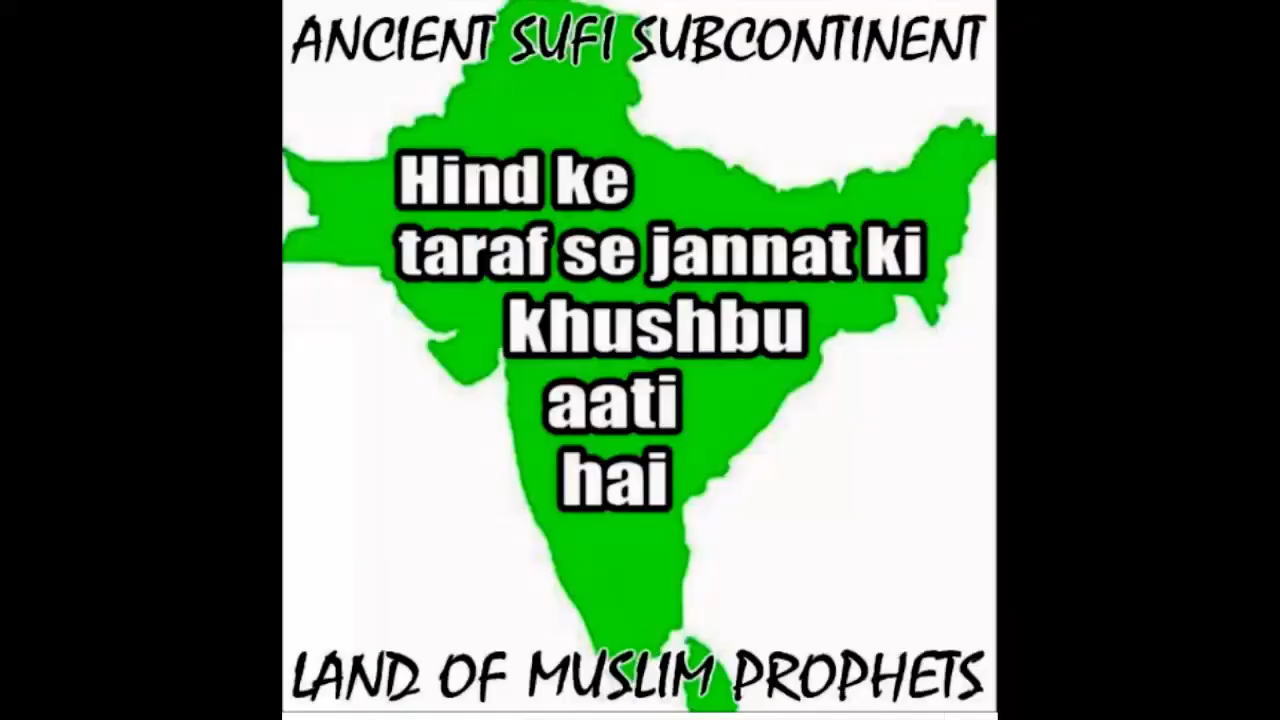 ANCIENT SUFI SUBCONTINENT
Hind ke
taraf se jannat ki
khushbu
aati
hai
LAND OF MUSLIM PROPHETS